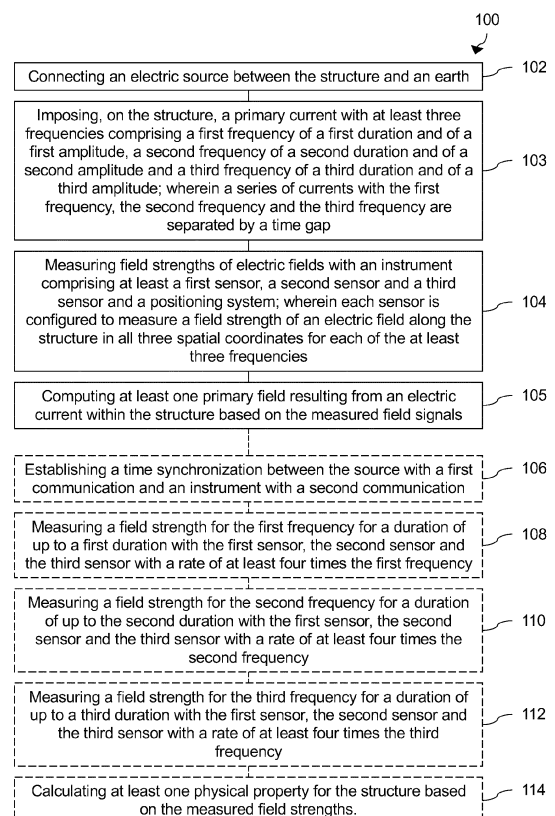 100
Connecting an electric source between the structure and an earth
102
Imposing, on the structure, a primary current with at least three
frequencies comprising a first frequency of a first duration and of a
first amplitude, a second frequency of a second duration and of a
second amplitude and a third frequency of a third duration and of a
third amplitude; wherein a series of currents with the first
frequency, the second frequency and the third frequency are
separated by a time gap
103
Measuring field strengths of electric fields with an instrument
comprising at least a first sensor, a second sensor and a third
sensor and a positioning system; wherein each sensor is
configured to measure a field strength of an electric field along the
structure in all three spatial coordinates for each of the at least
three frequencies
104
Computing at least one primary field resulting from an electric
current within the structure based on the measured field signals
105
Establishing a time synchronization between the source with a first
communication and an instrument with a second communication
106
Measuring a field strength for the first frequency for a duration of
up to a first duration with the first sensor, the second sensor and
the third sensor with a rate of at least four times the first frequency
108
Measuring a field strength for the second frequency for a duration
of up to the second duration with the first sensor, the second
sensor and the third sensor with a rate of at least four times the
second frequency
110
Measuring a field strength for the third frequency for a duration of
up to a third duration with the first sensor, the second sensor and
the third sensor with a rate of at least four times the third
frequency
112
Calculating at least one physical property for the structure based
on the measured field strengths.
114